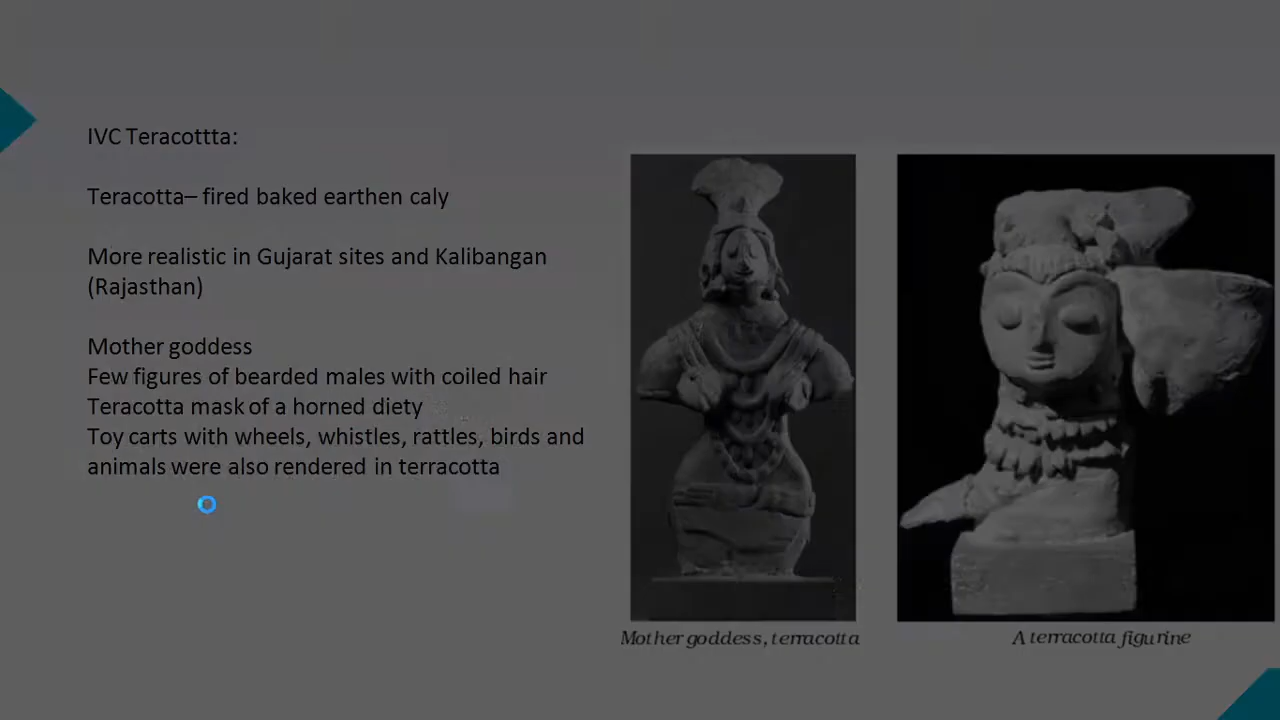 IVC Teracottta:
Teracotta– fired baked earthen caly
More realistic in Gujarat sites and Kalibangan
(Rajasthan)
Mother goddess
Few figures of bearded males with coiled hair
Teracotta mask of a horned diety
Toy carts with wheels, whistles, rattles, birds and
animals were also rendered in terracotta
Mother goddess, terracotta
A terracotta figurine